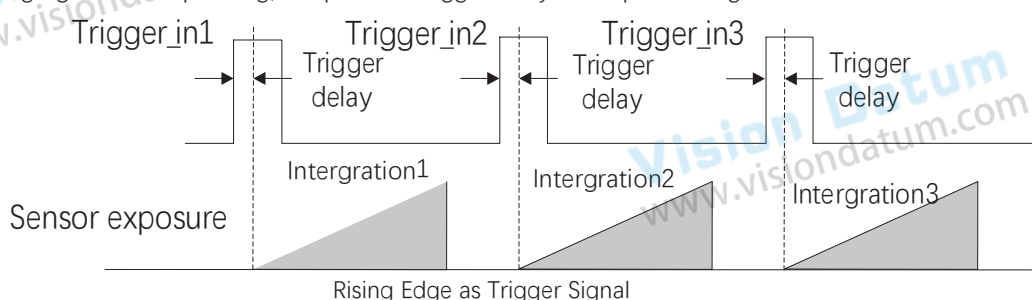 Trigger_in1 Trigger_in2 Trigger_in3
Trigger delay
Trigger delay
Trigger delay
Intergration1 Intergration2 Intergration3
Sensor exposure
Rising Edge as Trigger Signal
Vision Datum
www.visiondatum.com